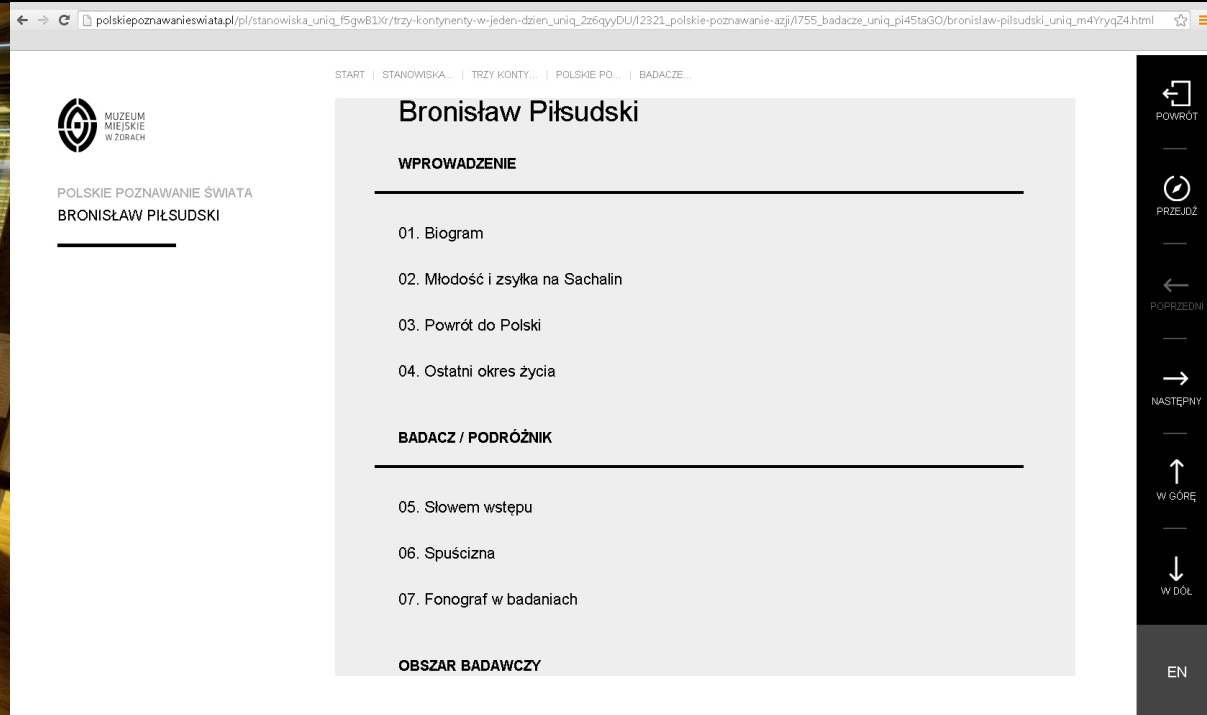 polskiepoznawanieswiata.pl/pl/stanowiska_uniq_f5gwB1Xr/trzy-kontynenty-w-jeden-dzien_uniq_2z6qyyDU/l2321_polskie-poznawanie-azji/l755_badacze_uniq_pi45taGO/bronislaw-pilsudski_uniq_m4YryqZ4.html
START | STANOWISKA... | TRZY KONTY... | POLSKIE PO... | BADACZE...
MUZEUM
MIEJSKIE
W ŻORACH
POLSKIE POZNAWANIE ŚWIATA
BRONISŁAW PIŁSUDSKI
Bronisław Piłsudski
WPROWADZENIE
01. Biogram
02. Młodość i zsyłka na Sachalin
03. Powrót do Polski
04. Ostatni okres życia
BADACZ / PODRÓŻNIK
05. Słowem wstępu
06. Spuścizna
07. Fonograf w badaniach
OBSZAR BADAWCZY
POWRÓT
PRZEJDŹ
POPRZEDNI
NASTĘPNY
W GÓRĘ
W DÓŁ
EN